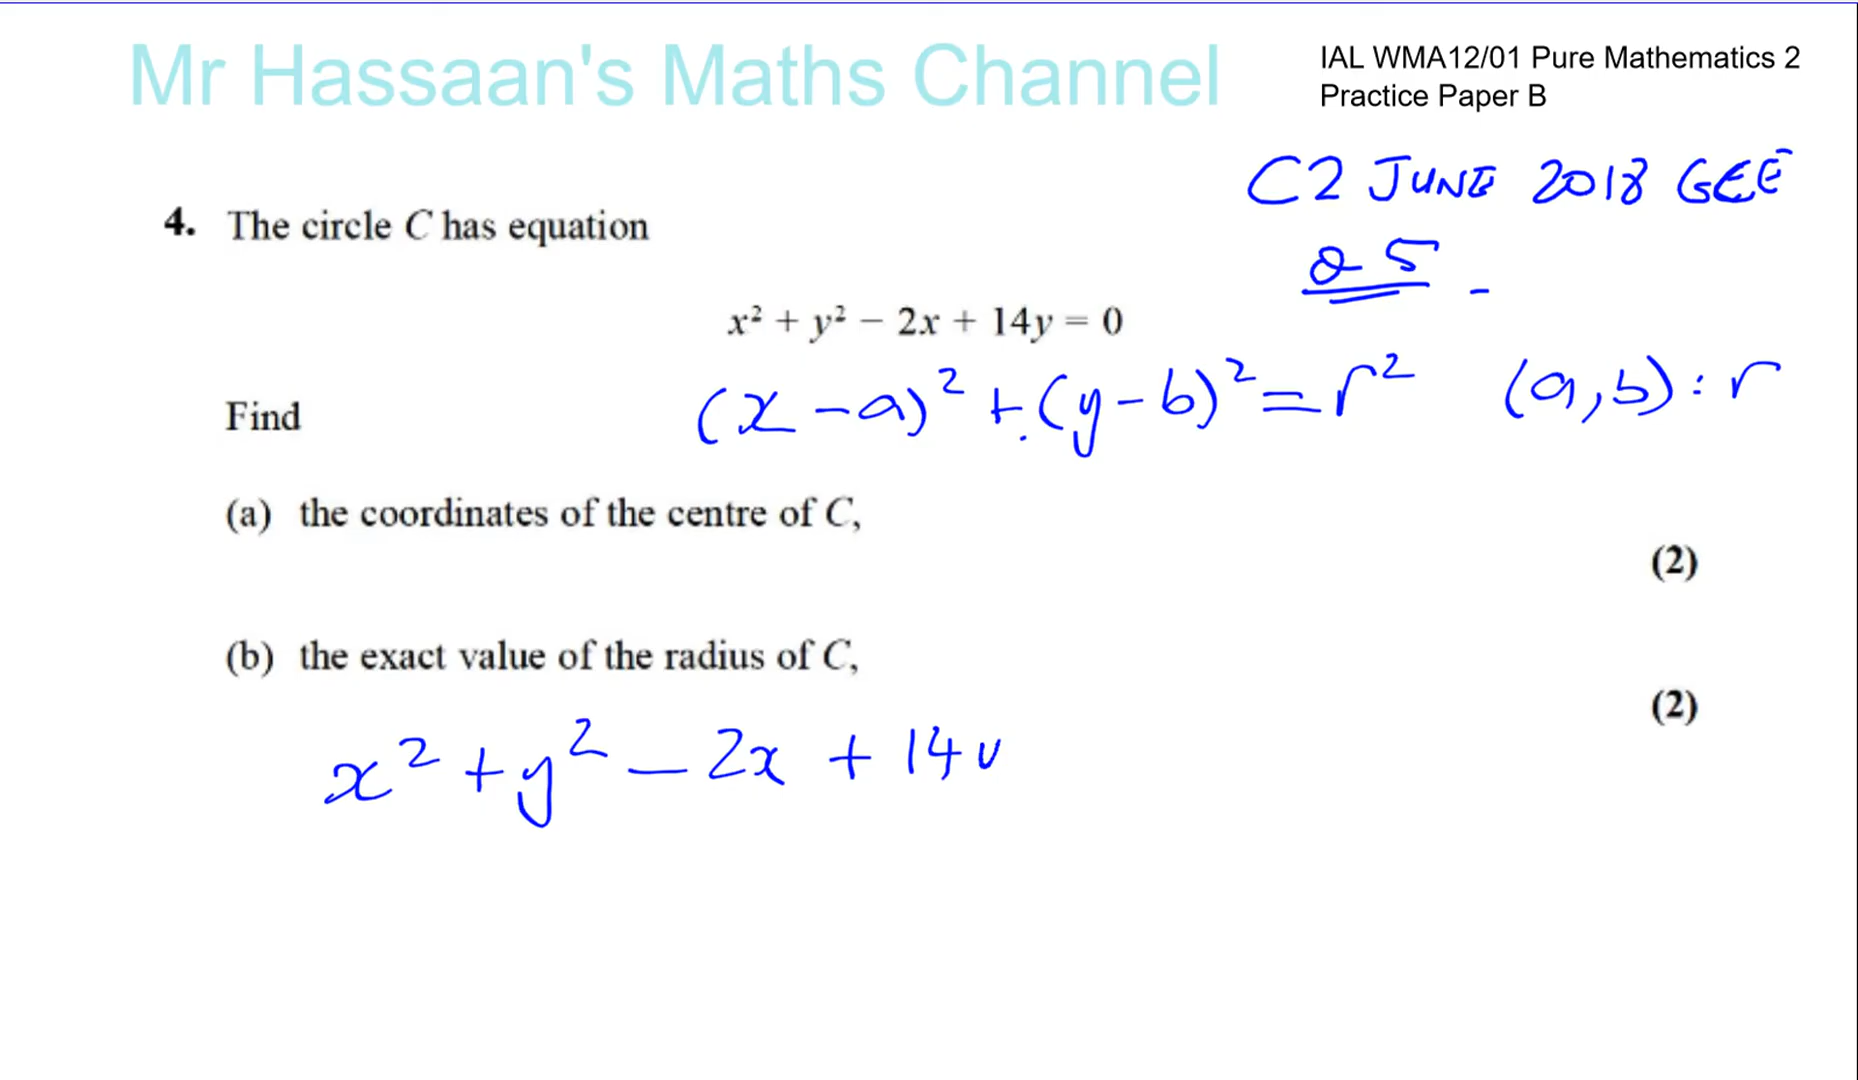 Mr Hassaan's Maths Channel
IAL WMA12/01 Pure Mathematics 2
Practice Paper B
C2 JUNE 2018 GCE
Q5 -
4. The circle C has equation
x² + y² − 2x + 14y = 0
Find
(x - a)² + (y - b)² = r² (a, b) : r
(a) the coordinates of the centre of C,
(2)
(b) the exact value of the radius of C,
(2)
x² + y² - 2x + 14